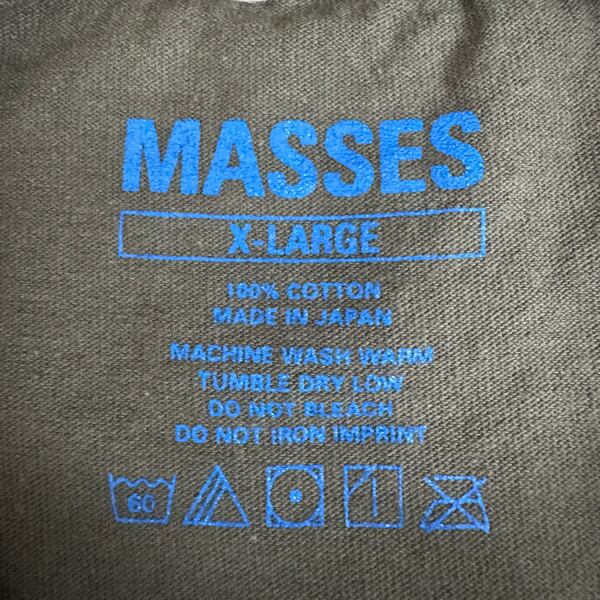 MASSES
X-LARGE
100% COTTON
MADE IN JAPAN
MACHINE WASH WARM
TUMBLE DRY LOW
DO NOT BLEACH
DO NOT IRON IMPRINT
60